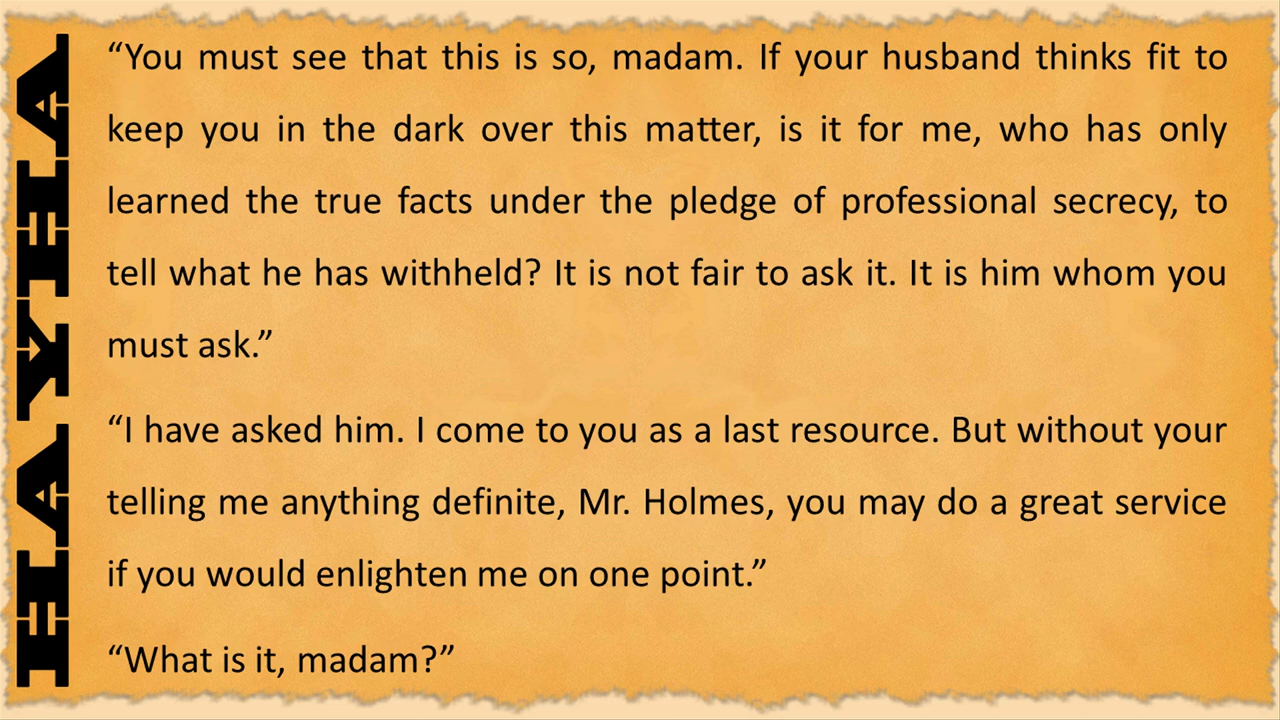 HAYHA
“You must see that this is so, madam. If your husband thinks fit to
keep you in the dark over this matter, is it for me, who has only
learned the true facts under the pledge of professional secrecy, to
tell what he has withheld? It is not fair to ask it. It is him whom you
must ask.”
“I have asked him. I come to you as a last resource. But without your
telling me anything definite, Mr. Holmes, you may do a great service
if you would enlighten me on one point.”
“What is it, madam?”